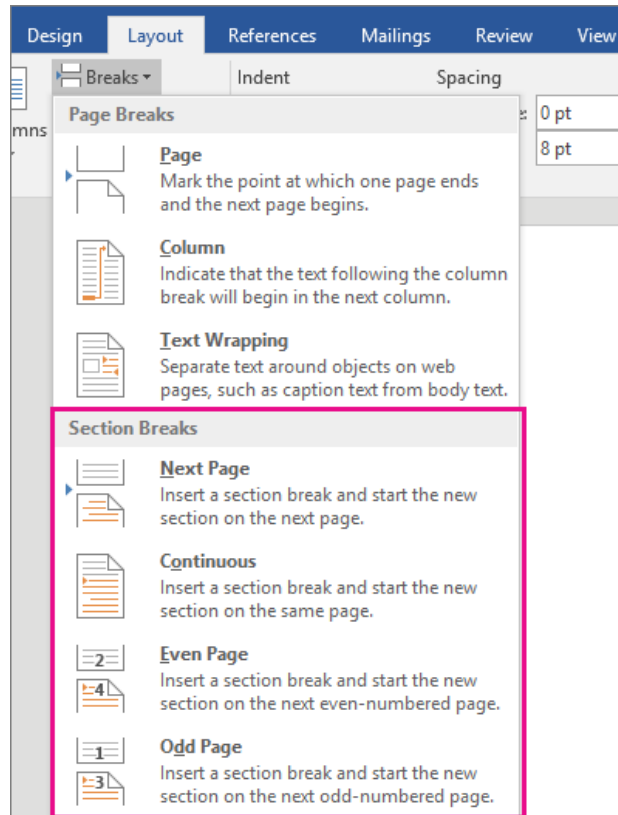 Design Layout References Mailings Review View
Breaks Indent Spacing
mns
Page Breaks
0 pt
8 pt
Page
Mark the point at which one page ends
and the next page begins.
Column
Indicate that the text following the column
break will begin in the next column.
Text Wrapping
Separate text around objects on web
pages, such as caption text from body text.
Section Breaks
Next Page
Insert a section break and start the new
section on the next page.
Continuous
Insert a section break and start the new
section on the same page.
2
4
Even Page
Insert a section break and start the new
section on the next even-numbered page.
1
3
Odd Page
Insert a section break and start the new
section on the next odd-numbered page.